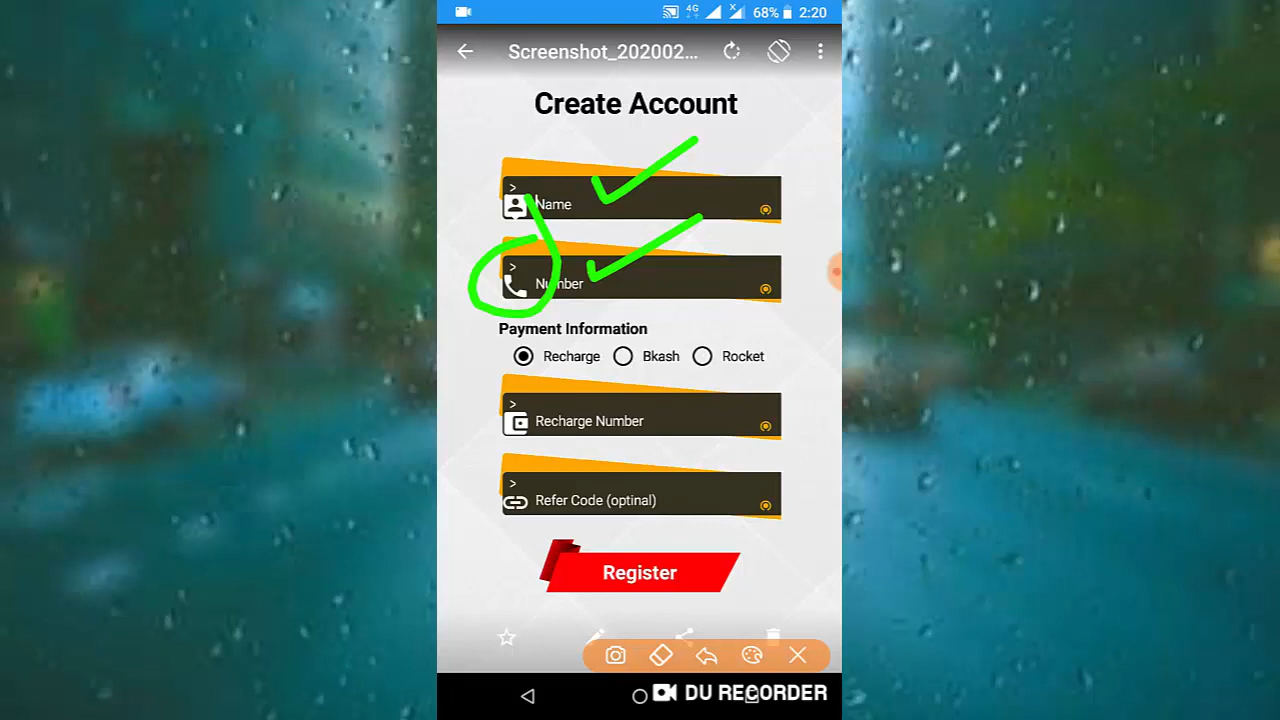 4G X 68% 2:20
Screenshot_202002...
Create Account
>
Name
>
Number
Payment Information
Recharge Bkash Rocket
>
Recharge Number
>
Refer Code (optinal)
Register
DU RECORDER